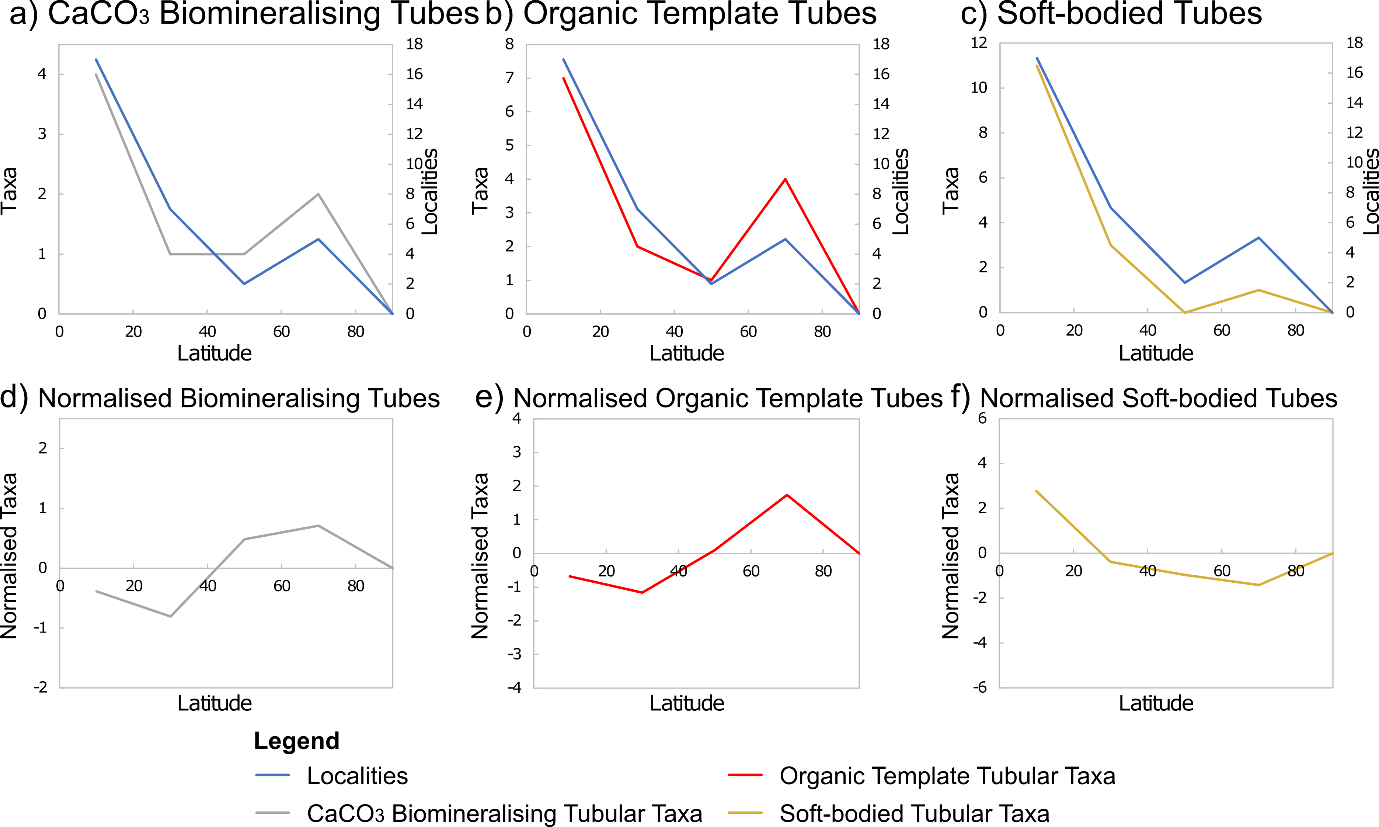 a) CaCO3 Biomineralising Tubes
4
3
2
1
0
18
16
14
12
10
8
6
4
2
0
0 20 40 60 80
Taxa
Localities
Latitude
b) Organic Template Tubes
8
7
6
5
4
3
2
1
0
18
16
14
12
10
8
6
4
2
0
0 20 40 60 80
Taxa
Localities
Latitude
c) Soft-bodied Tubes
12
10
8
6
4
2
0
18
16
14
12
10
8
6
4
2
0
0 20 40 60 80
Taxa
Localities
Latitude
d) Normalised Biomineralising Tubes
2
1
0
-1
-2
0 20 40 60 80
Normalised Taxa
Latitude
e) Normalised Organic Template Tubes
4
3
2
1
0
-1
-2
-3
-4
0 20 40 60 80
Normalised Taxa
Latitude
f) Normalised Soft-bodied Tubes
6
4
2
0
-2
-4
-6
0 20 40 60 80
Normalised Taxa
Latitude
Legend
Localities
CaCO3 Biomineralising Tubular Taxa
Organic Template Tubular Taxa
Soft-bodied Tubular Taxa